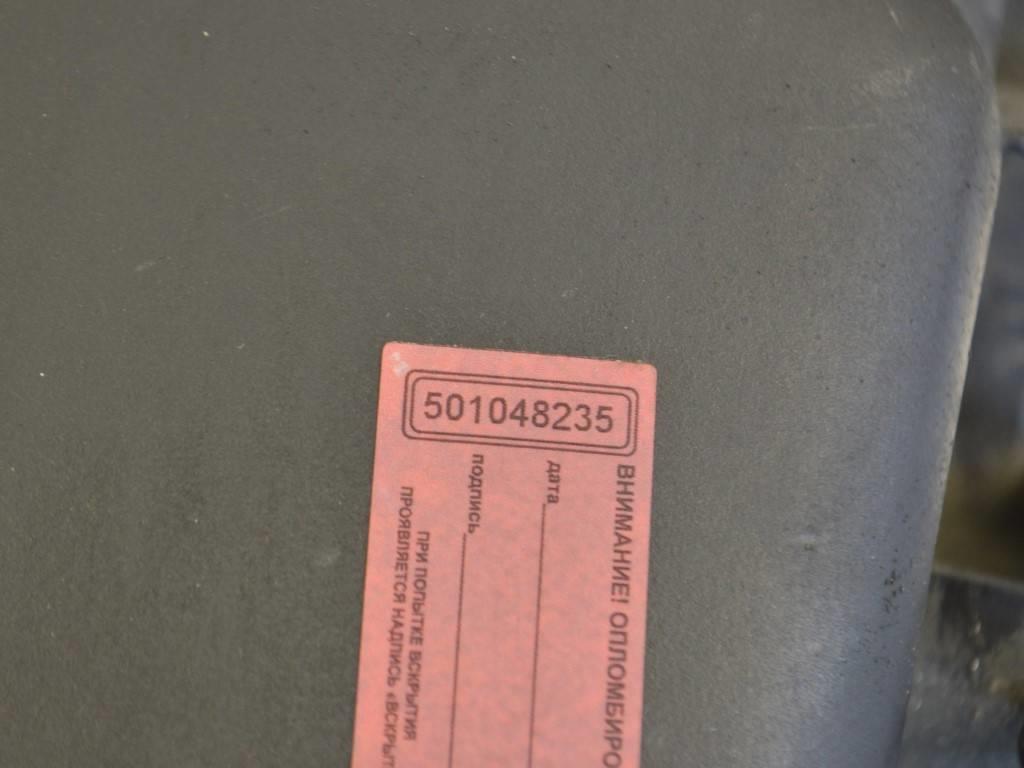 501048235
ВНИМАНИЕ! ОПЛОМБИРО
дата
подпись
ПРИ ПОПЫТКЕ ВСКРЫТИЯ
ПРОЯВЛЯЕТСЯ НАДПИСЬ «ВСКРЫТ